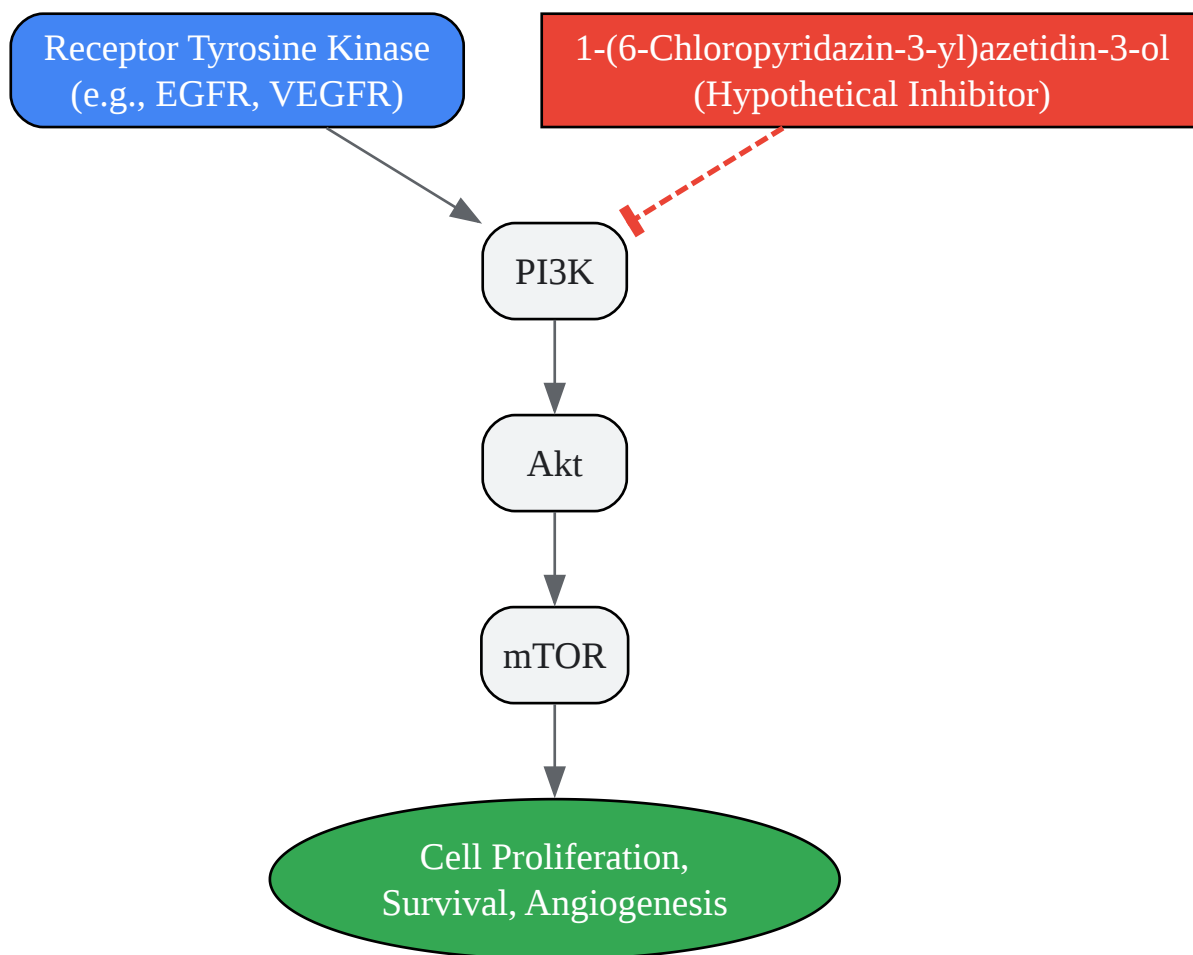 Receptor Tyrosine Kinase
(e.g., EGFR, VEGFR)
1-(6-Chloropyridazin-3-yl)azetidin-3-ol
(Hypothetical Inhibitor)
PI3K
Akt
mTOR
Cell Proliferation,
Survival, Angiogenesis